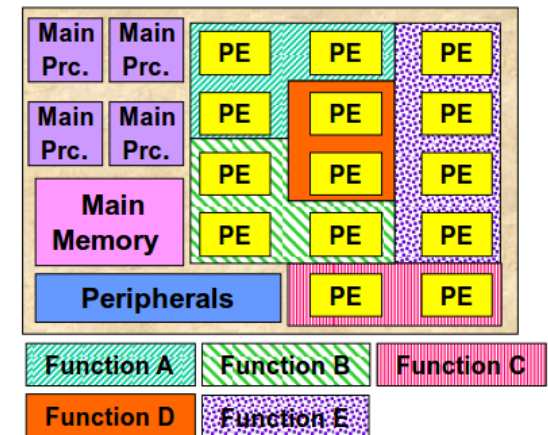 Main Prc.
Main Prc.
PE
PE
PE
Main Prc.
Main Prc.
PE
PE
PE
PE
PE
PE
Main Memory
PE
PE
PE
Peripherals
PE
PE
Function A
Function B
Function C
Function D
Function E